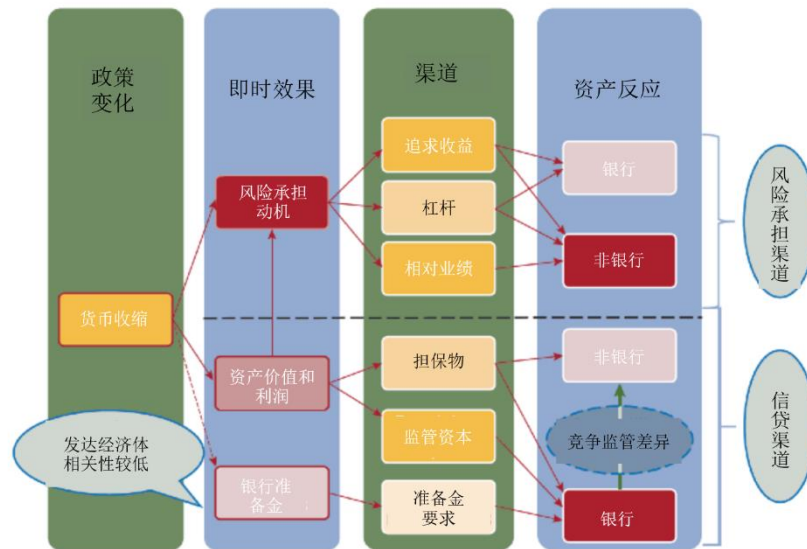 政策
变化
即时效果
渠道
资产反应
货币收缩
风险承担
动机
资产价值和
利润
银行准
备金
发达经济体
相关性较低
追求收益
杠杆
相对业绩
担保物
监管资本
准备金
要求
银行
非银行
非银行
竞争监管差异
银行
风险承担渠道
信贷渠道